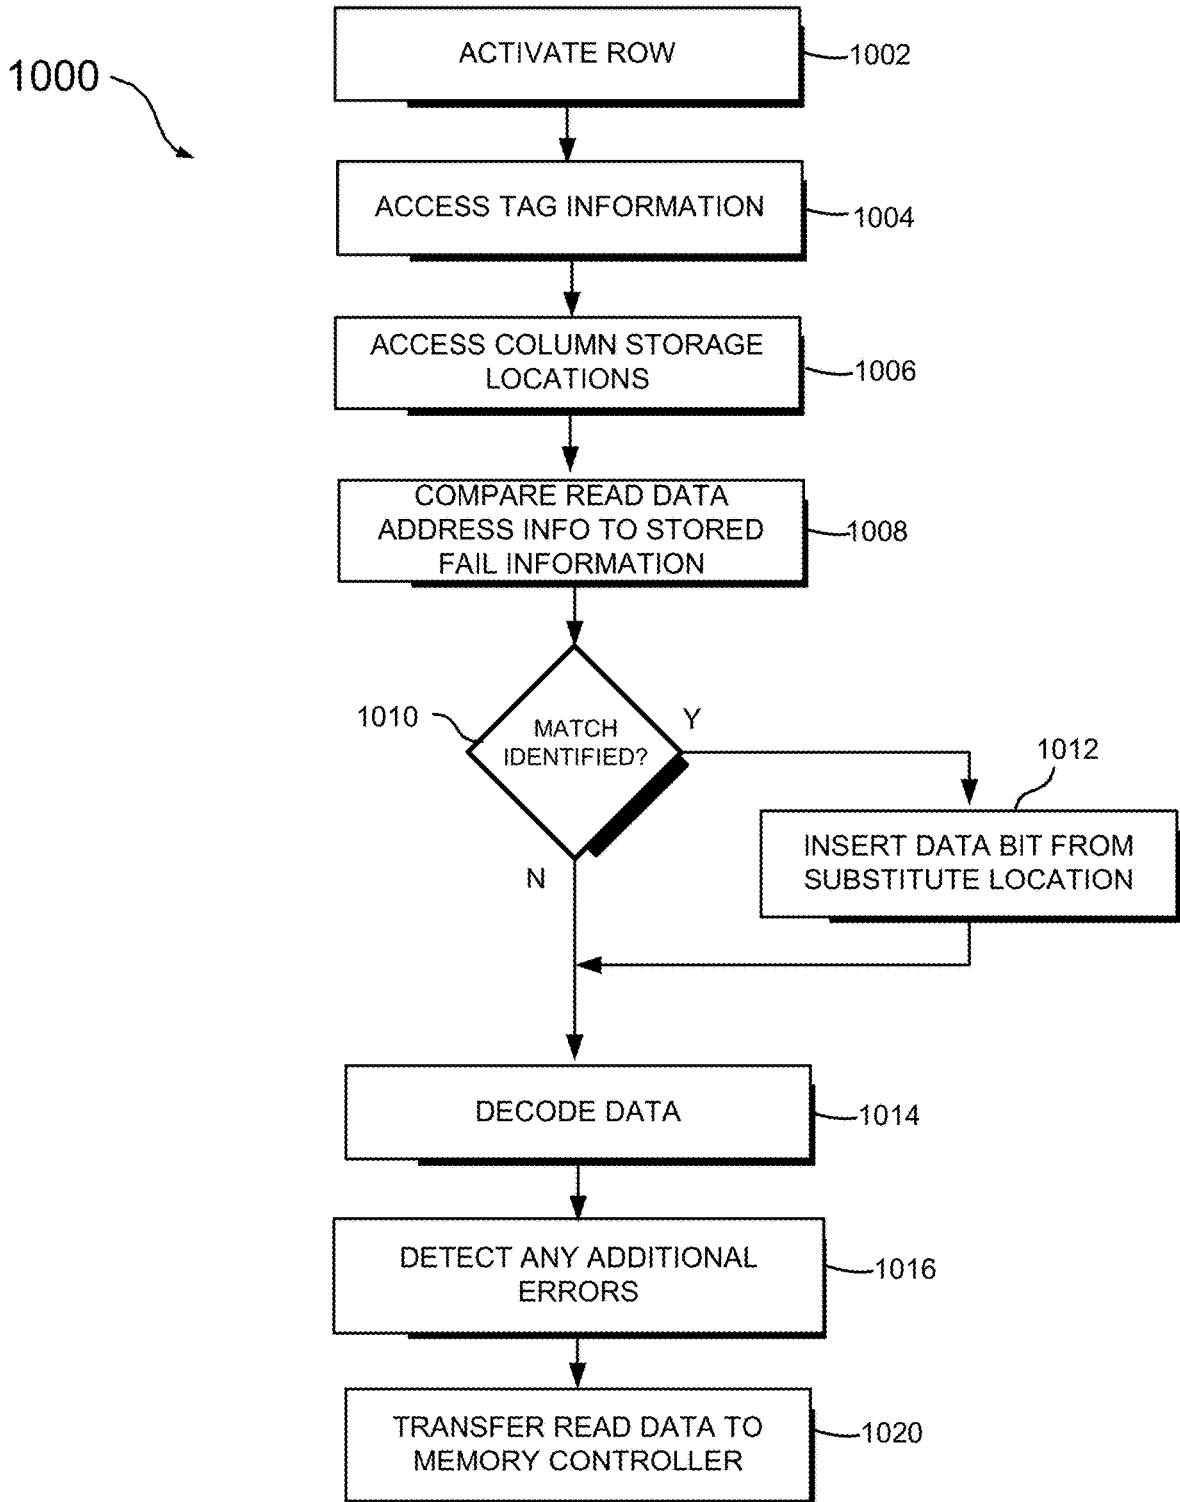 1000
ACTIVATE ROW
1002
ACCESS TAG INFORMATION
1004
ACCESS COLUMN STORAGE
LOCATIONS
1006
COMPARE READ DATA
ADDRESS INFO TO STORED
FAIL INFORMATION
1008
1010
MATCH
IDENTIFIED?
Y
N
1012
INSERT DATA BIT FROM
SUBSTITUTE LOCATION
DECODE DATA
1014
DETECT ANY ADDITIONAL
ERRORS
1016
TRANSFER READ DATA TO
MEMORY CONTROLLER
1020